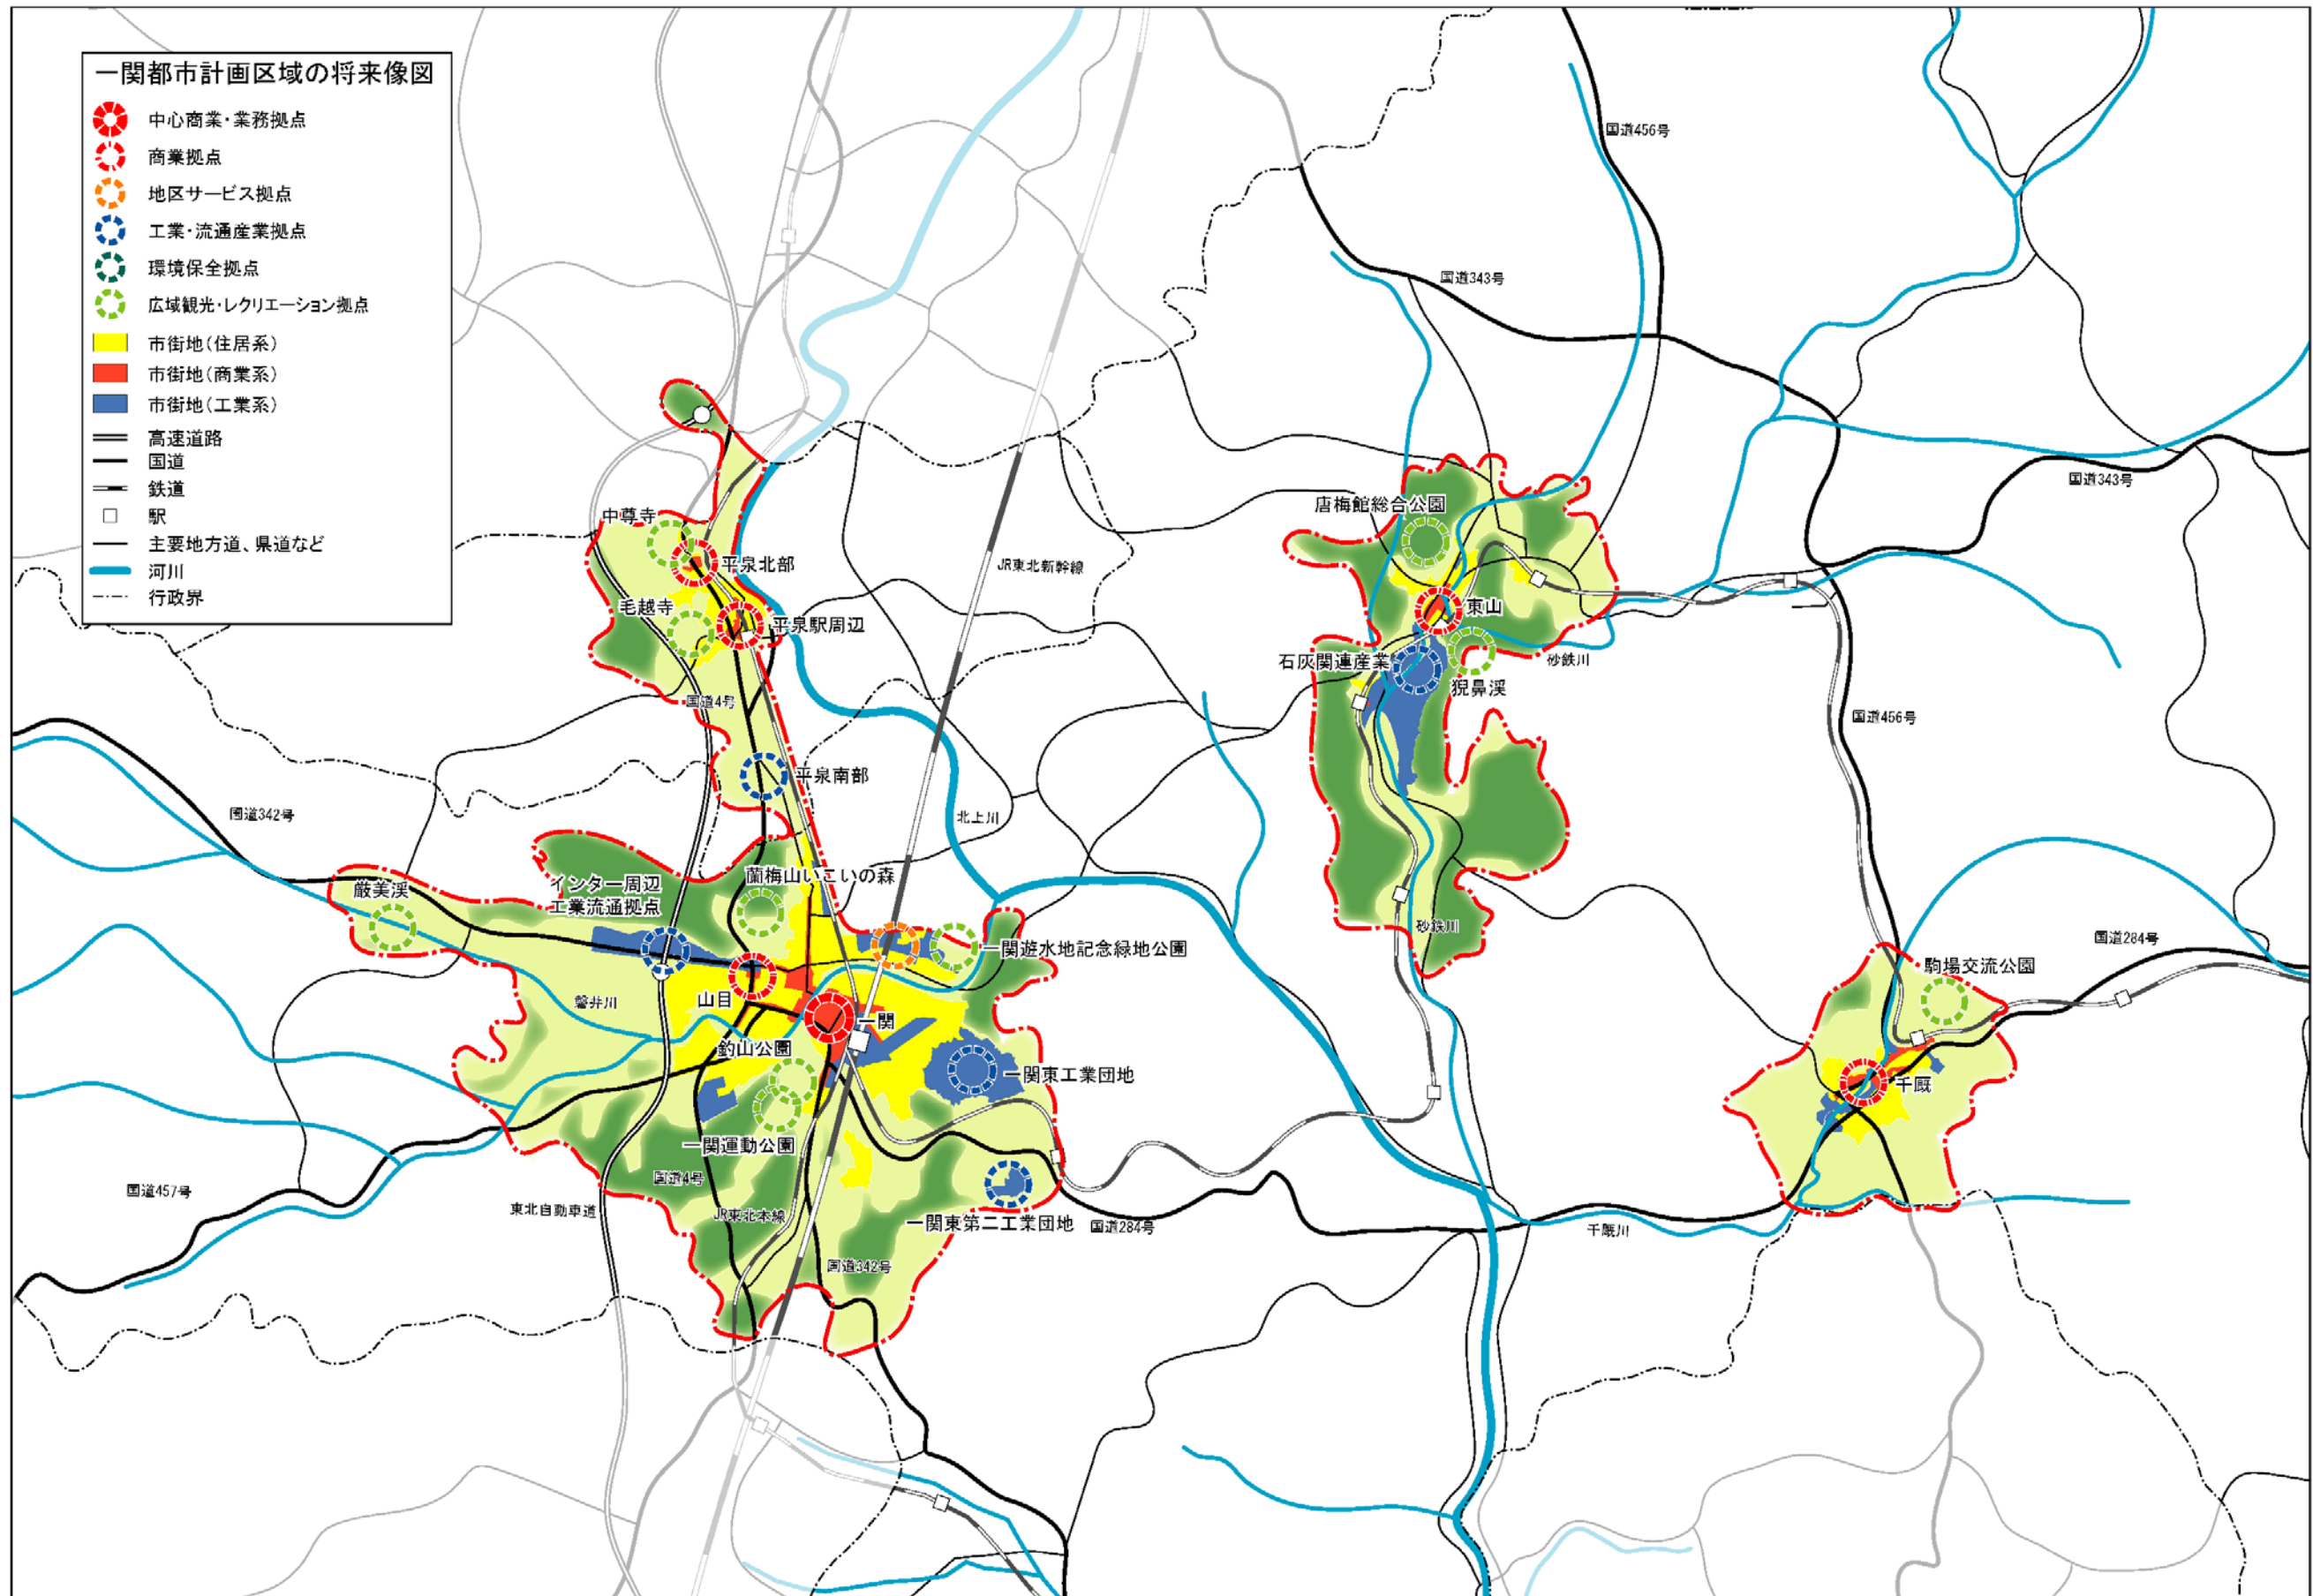 一関都市計画区域の将来像図
中心商業・業務拠点
商業拠点
地区サービス拠点
工業・流通産業拠点
環境保全拠点
広域観光・レクリエーション拠点
市街地(住居系)
市街地(商業系)
市街地(工業系)
高速道路
国道
鉄道
駅
主要地方道、県道など
河川
行政界
国道456号
国道343号
国道343号
唐梅館総合公園
中尊寺
平泉北部
JR東北新幹線
毛越寺
平泉駅周辺
東山
石灰関連産業
砂鉄川
猊鼻渓
国道4号
国道456号
平泉南部
国道342号
北上川
厳美渓
インター周辺
工業流通拠点
蘭梅山いこいの森
砂鉄川
一関遊水地記念緑地公園
国道284号
駒場交流公園
磐井川
山目
一関
釣山公園
一関東工業団地
千厩
一関運動公園
国道4号
国道457号
東北自動車道
JR東北本線
一関東第二工業団地
国道284号
千厩川
国道342号